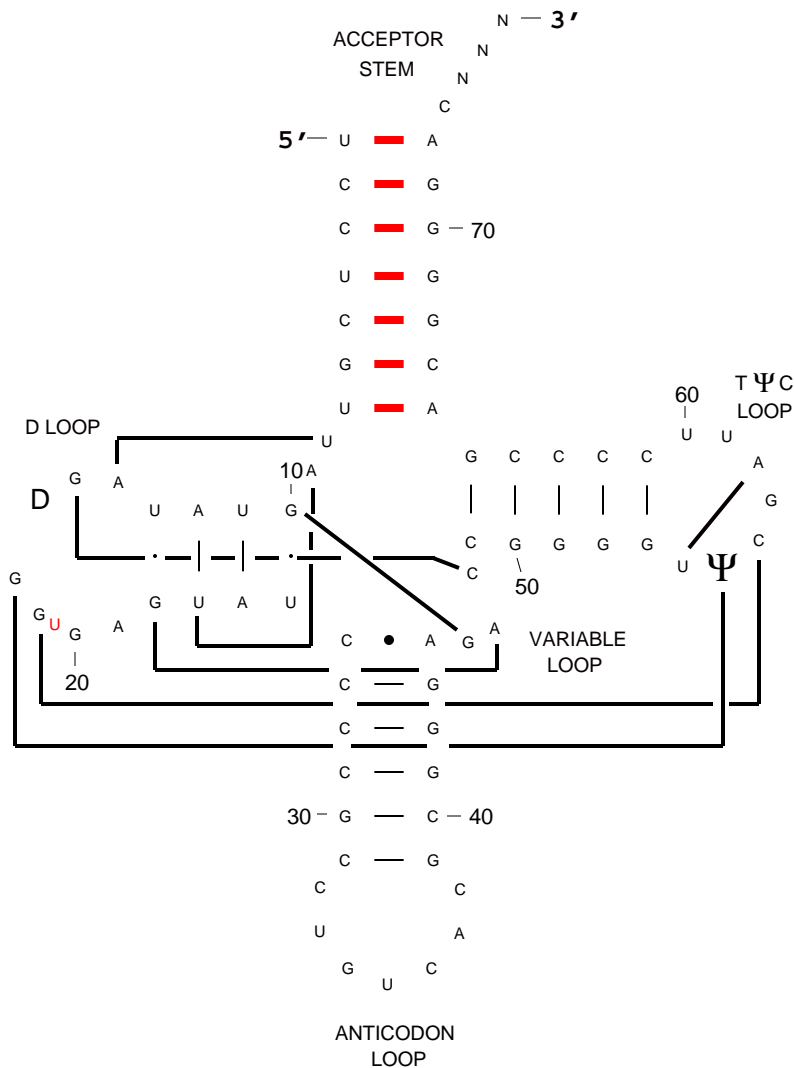 N — 3′
ACCEPTOR
STEM
N
N
C
5′— U A
C G
C G — 70
U G
C G
G C
U A
T Ψ C
LOOP
60
D LOOP
U
U U
G C C C C
A
10 A
G A
D
U A U G
G
C G G G G
C
50
U Ψ
C
G
G U A U
G U G A
20
C • A G A
VARIABLE
LOOP
C G
C G
C G
30 – G C – 40
C G
C C
U A
G C
U
ANTICODON
LOOP